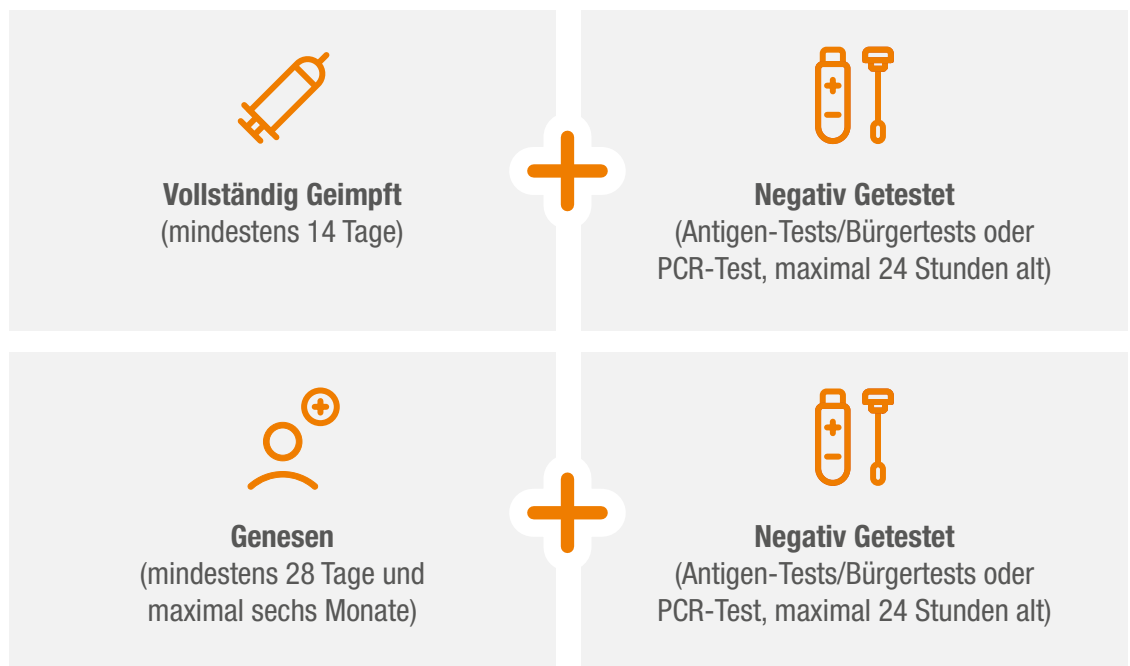 Vollständig Geimpft
(mindestens 14 Tage)
Negativ Getestet
(Antigen-Tests/Bürgertests oder
PCR-Test, maximal 24 Stunden alt)
Genesen
(mindestens 28 Tage und
maximal sechs Monate)
Negativ Getestet
(Antigen-Tests/Bürgertests oder
PCR-Test, maximal 24 Stunden alt)